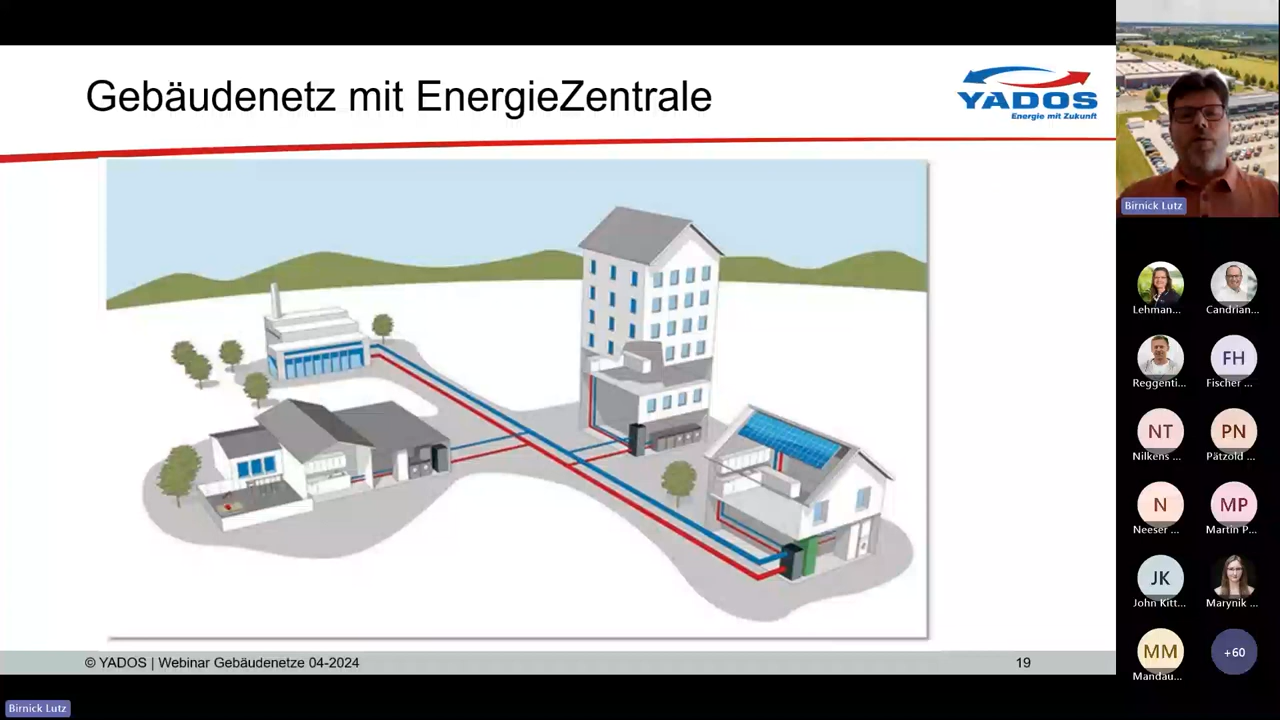 Gebäudenetz mit EnergieZentrale
YADOS
Energie mit Zukunft
© YADOS | Webinar Gebäudenetze 04-2024
19
Birnick Lutz
Birnick Lutz
Lehman...
Candrian...
Reggenti...
FH
Fischer ...
NT
Nilkens ...
PN
Pätzold ...
N
Neeser ...
MP
Martin P...
JK
John Kitt...
Marynik ...
MM
Mandau...
+60